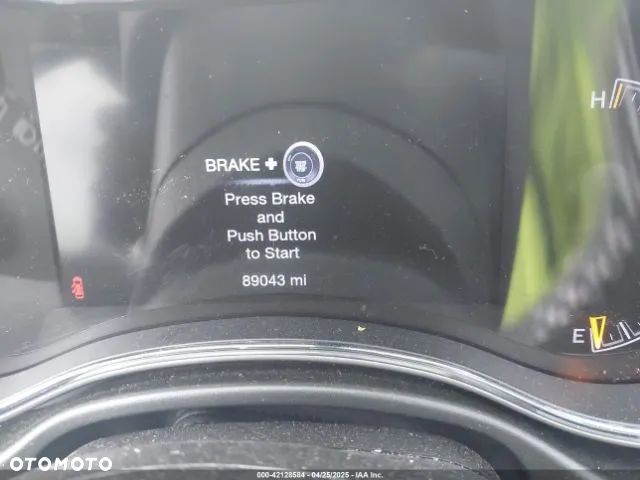 H
BRAKE +
Press Brake
and
Push Button
to Start
89043 mi
E
OTOMOTO
000-42128584 - 04/25/2025 - IAA Inc.